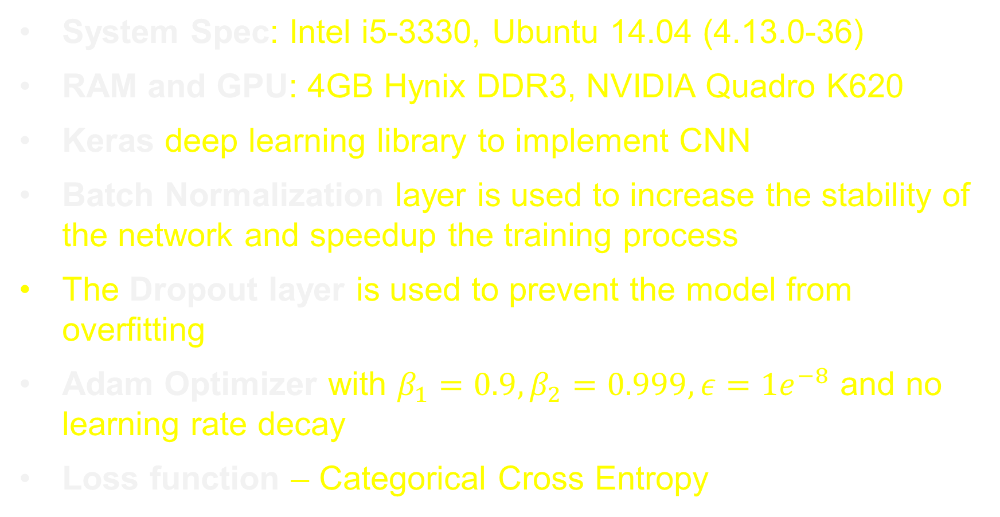 • System Spec: Intel i5-3330, Ubuntu 14.04 (4.13.0-36)
• RAM and GPU: 4GB Hynix DDR3, NVIDIA Quadro K620
• Keras deep learning library to implement CNN
• Batch Normalization layer is used to increase the stability of
the network and speedup the training process
• The Dropout layer is used to prevent the model from
overfitting
• Adam Optimizer with β₁ = 0.9, β₂ = 0.999, ϵ = 1e⁻⁸ and no
learning rate decay
• Loss function – Categorical Cross Entropy